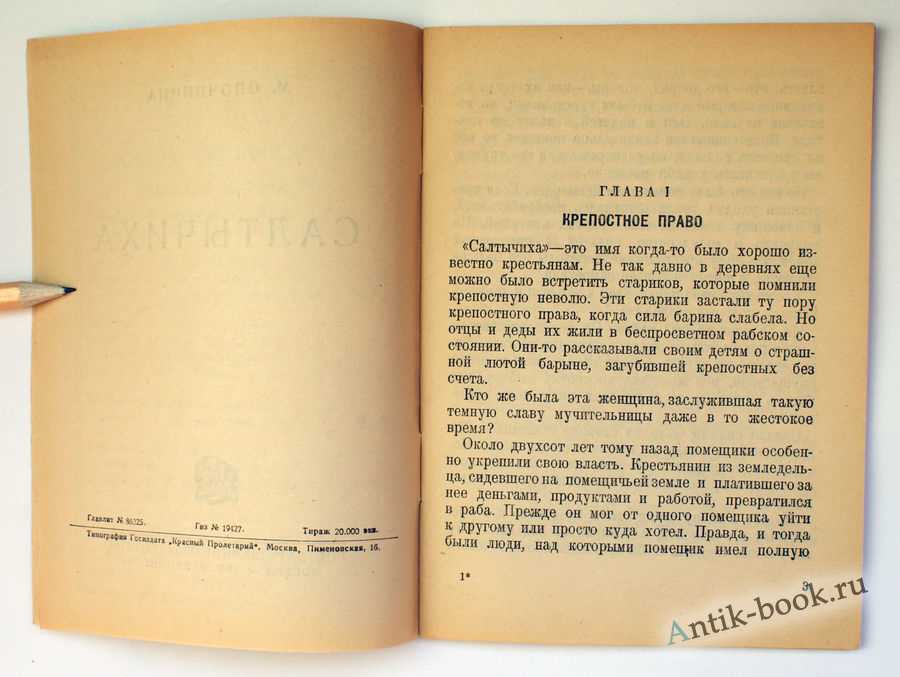 Главлит № 86325. Гиз № 19427. Тираж 20.000 экз.
Типография Госиздата „Красный Пролетарий“. Москва, Пименовская, 16.
ГЛАВА I
КРЕПОСТНОЕ ПРАВО
«Салтычиха»—это имя когда-то было хорошо из-
вестно крестьянам. Не так давно в деревнях еще
можно было встретить стариков, которые помнили
крепостную неволю. Эти старики застали ту пору
крепостного права, когда сила барина слабела. Но
отцы и деды их жили в беспросветном рабском со-
стоянии. Они-то рассказывали своим детям о страш-
ной лютой барыне, загубившей крепостных без
счета.
Кто же была эта женщина, заслужившая такую
темную славу мучительницы даже в то жестокое
время?
Около двухсот лет тому назад помещики особен-
но укрепили свою власть. Крестьянин из земледель-
ца, сидевшего на помещичьей земле и платившего за
нее деньгами, продуктами и работой, превратился
в раба. Прежде он мог от одного помещика уйти
к другому или просто куда хотел. Правда, и тогда
были люди, над которыми помещик имел полную
1*
3
Antik-book.ru